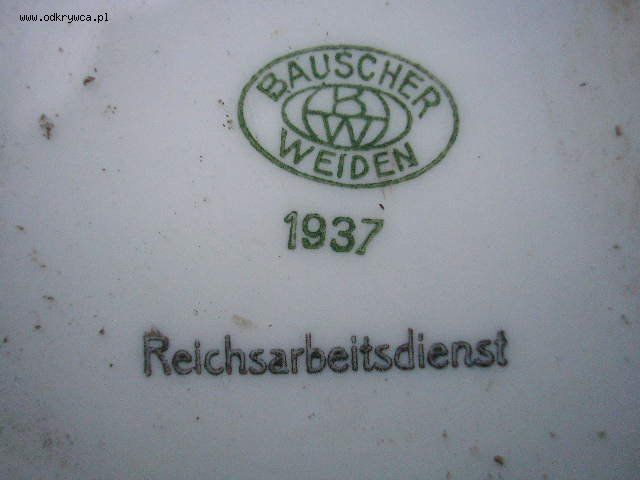 www.odkrywca.pl
BAUSCHER
BW
WEIDEN
1937
Reichsarbeitsdienst